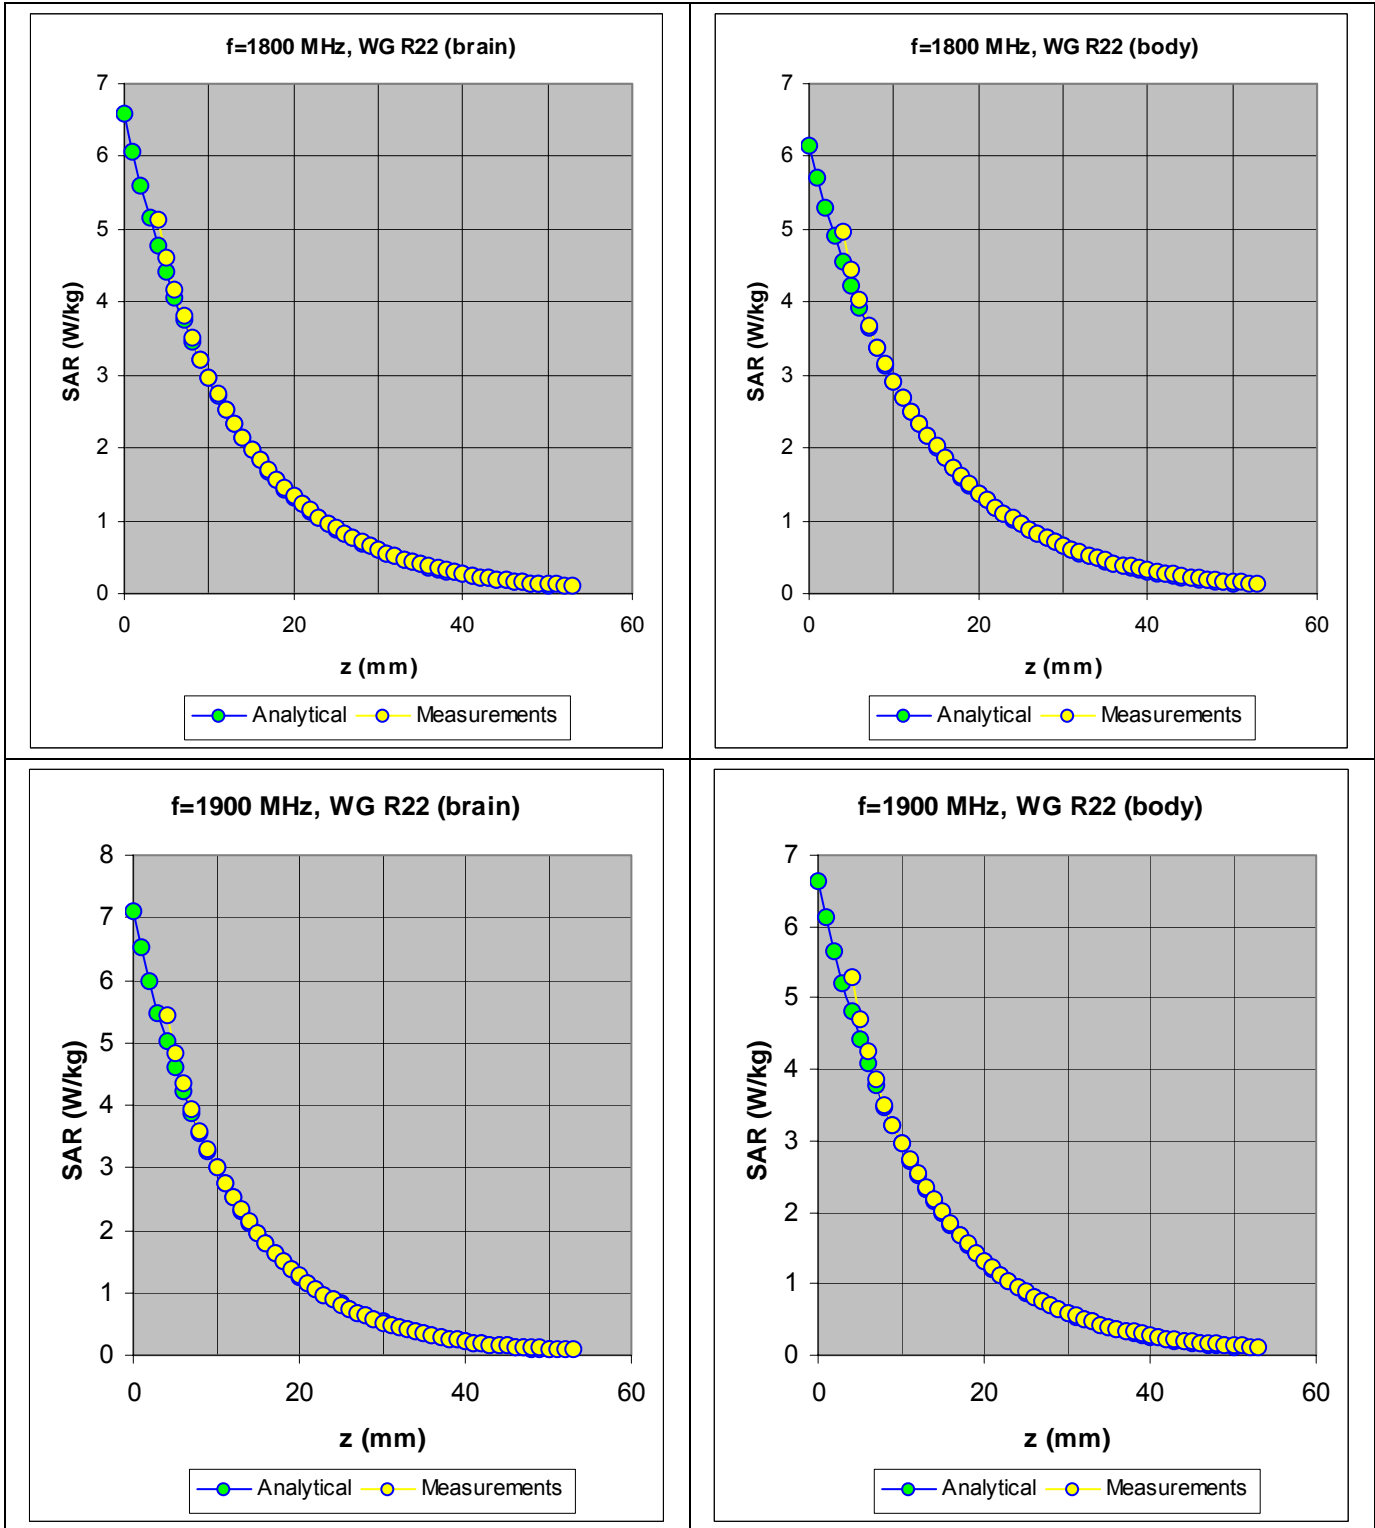 f=1800 MHz, WG R22 (brain)
7
6
5
4
3
2
1
0
SAR (W/kg)
0 20 40 60
z (mm)
Analytical Measurements
f=1800 MHz, WG R22 (body)
7
6
5
4
3
2
1
0
SAR (W/kg)
0 20 40 60
z (mm)
Analytical Measurements
f=1900 MHz, WG R22 (brain)
8
7
6
5
4
3
2
1
0
SAR (W/kg)
0 20 40 60
z (mm)
Analytical Measurements
f=1900 MHz, WG R22 (body)
7
6
5
4
3
2
1
0
SAR (W/kg)
0 20 40 60
z (mm)
Analytical Measurements